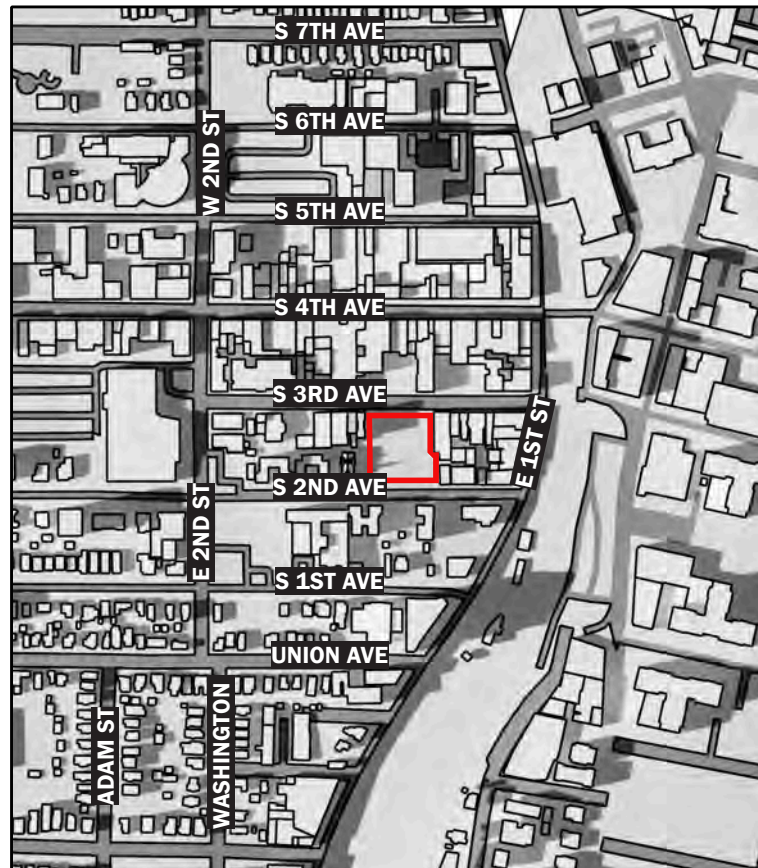 S 7TH AVE
S 6TH AVE
W 2ND ST
S 5TH AVE
S 4TH AVE
S 3RD AVE
E 1ST ST
S 2ND AVE
E 2ND ST
S 1ST AVE
UNION AVE
ADAM ST
WASHINGTON